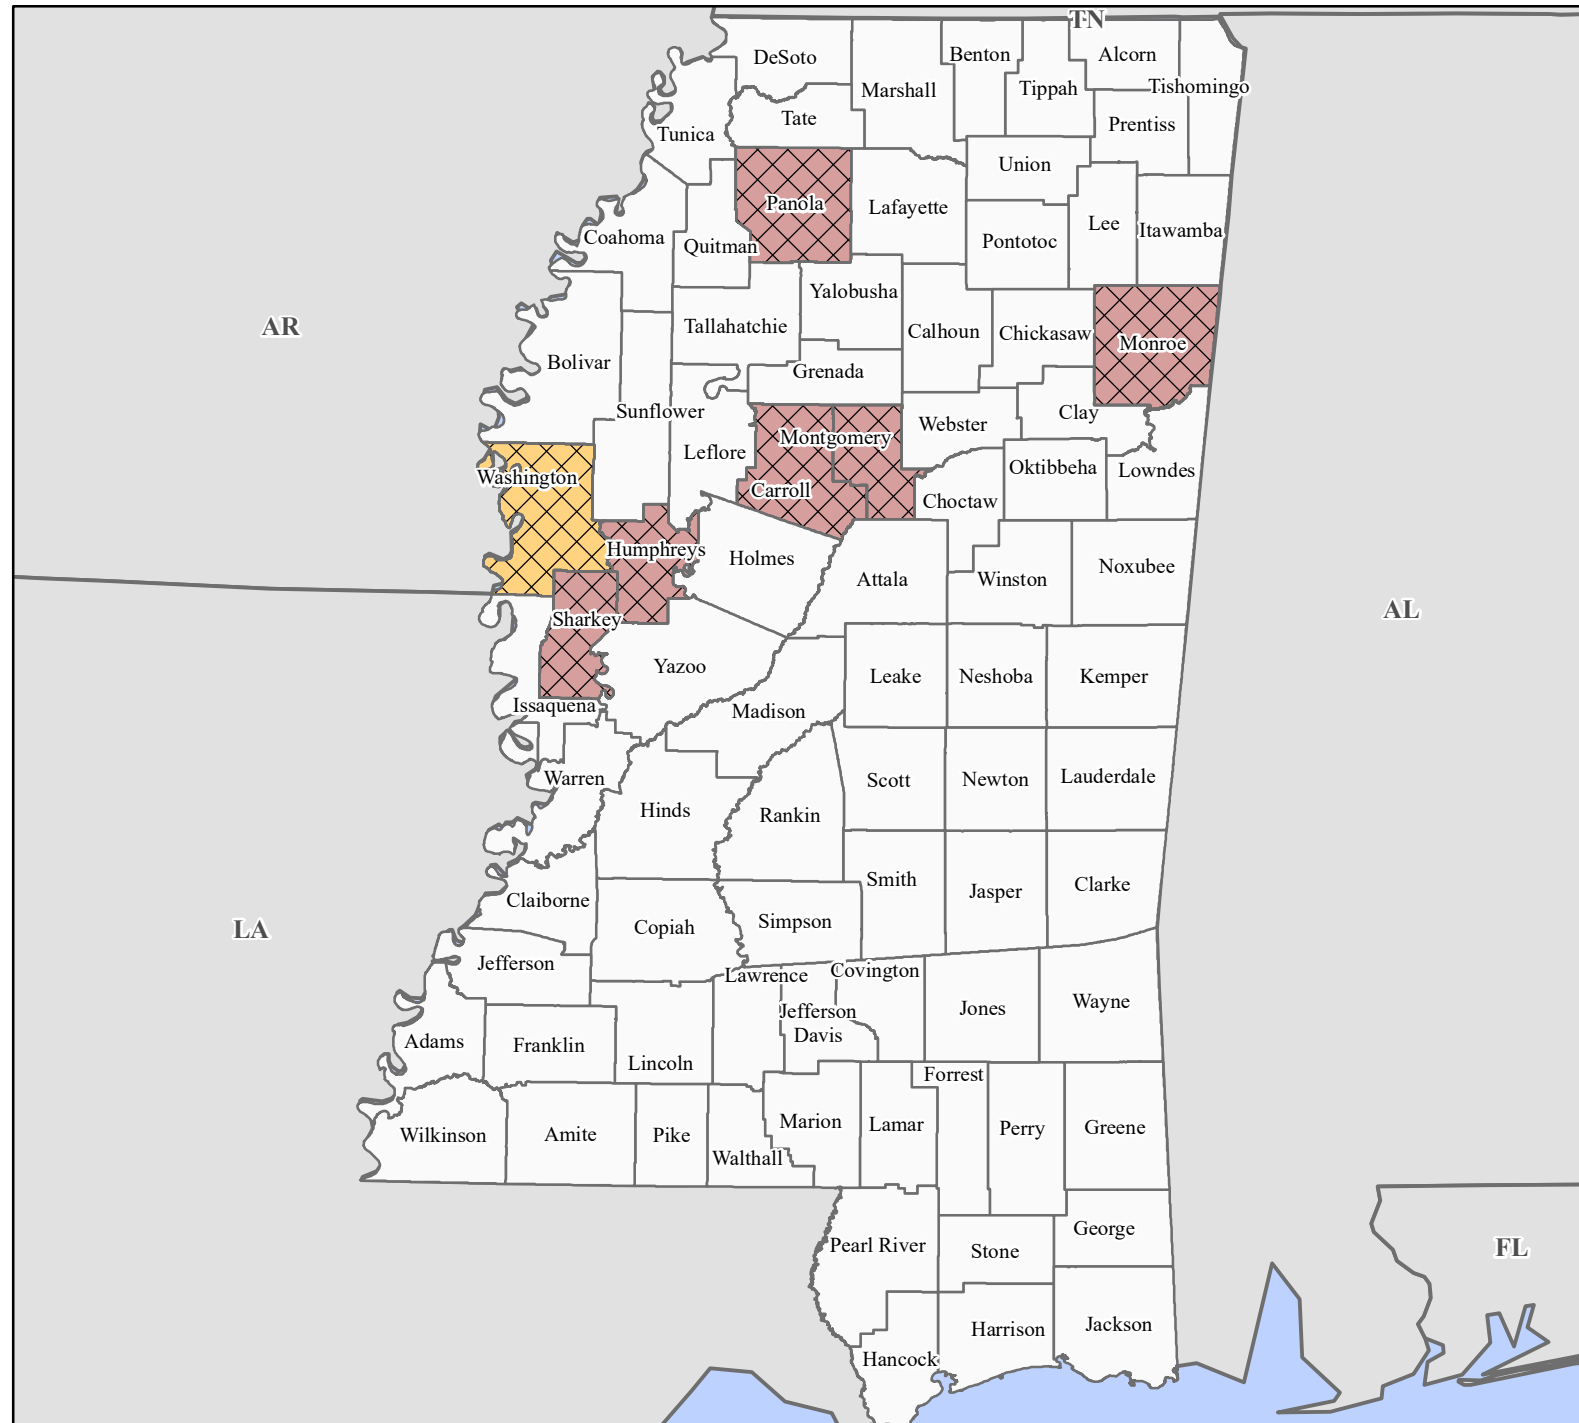 TN
DeSoto
Benton
Alcorn
Marshall
Tippah
Tishomingo
Tate
Prentiss
Tunica
Union
Panola
Lafayette
Lee
Itawamba
Coahoma
Quitman
Pontotoc
Yalobusha
AR
Tallahatchie
Calhoun
Chickasaw
Monroe
Bolivar
Grenada
Sunflower
Clay
Webster
Montgomery
Leflore
Oktibbeha
Lowndes
Washington
Carroll
Choctaw
Humphreys
Holmes
Attala
Winston
Noxubee
AL
Sharkey
Yazoo
Leake
Neshoba
Kemper
Issaquena
Madison
Warren
Scott
Newton
Lauderdale
Hinds
Rankin
Smith
Jasper
Clarke
Claiborne
LA
Copiah
Simpson
Jefferson
Lawrence
Covington
Jefferson
Davis
Jones
Wayne
Adams
Franklin
Lincoln
Forrest
Wilkinson
Amite
Pike
Walthall
Marion
Lamar
Perry
Greene
Pearl River
Stone
George
FL
Harrison
Jackson
Hancock